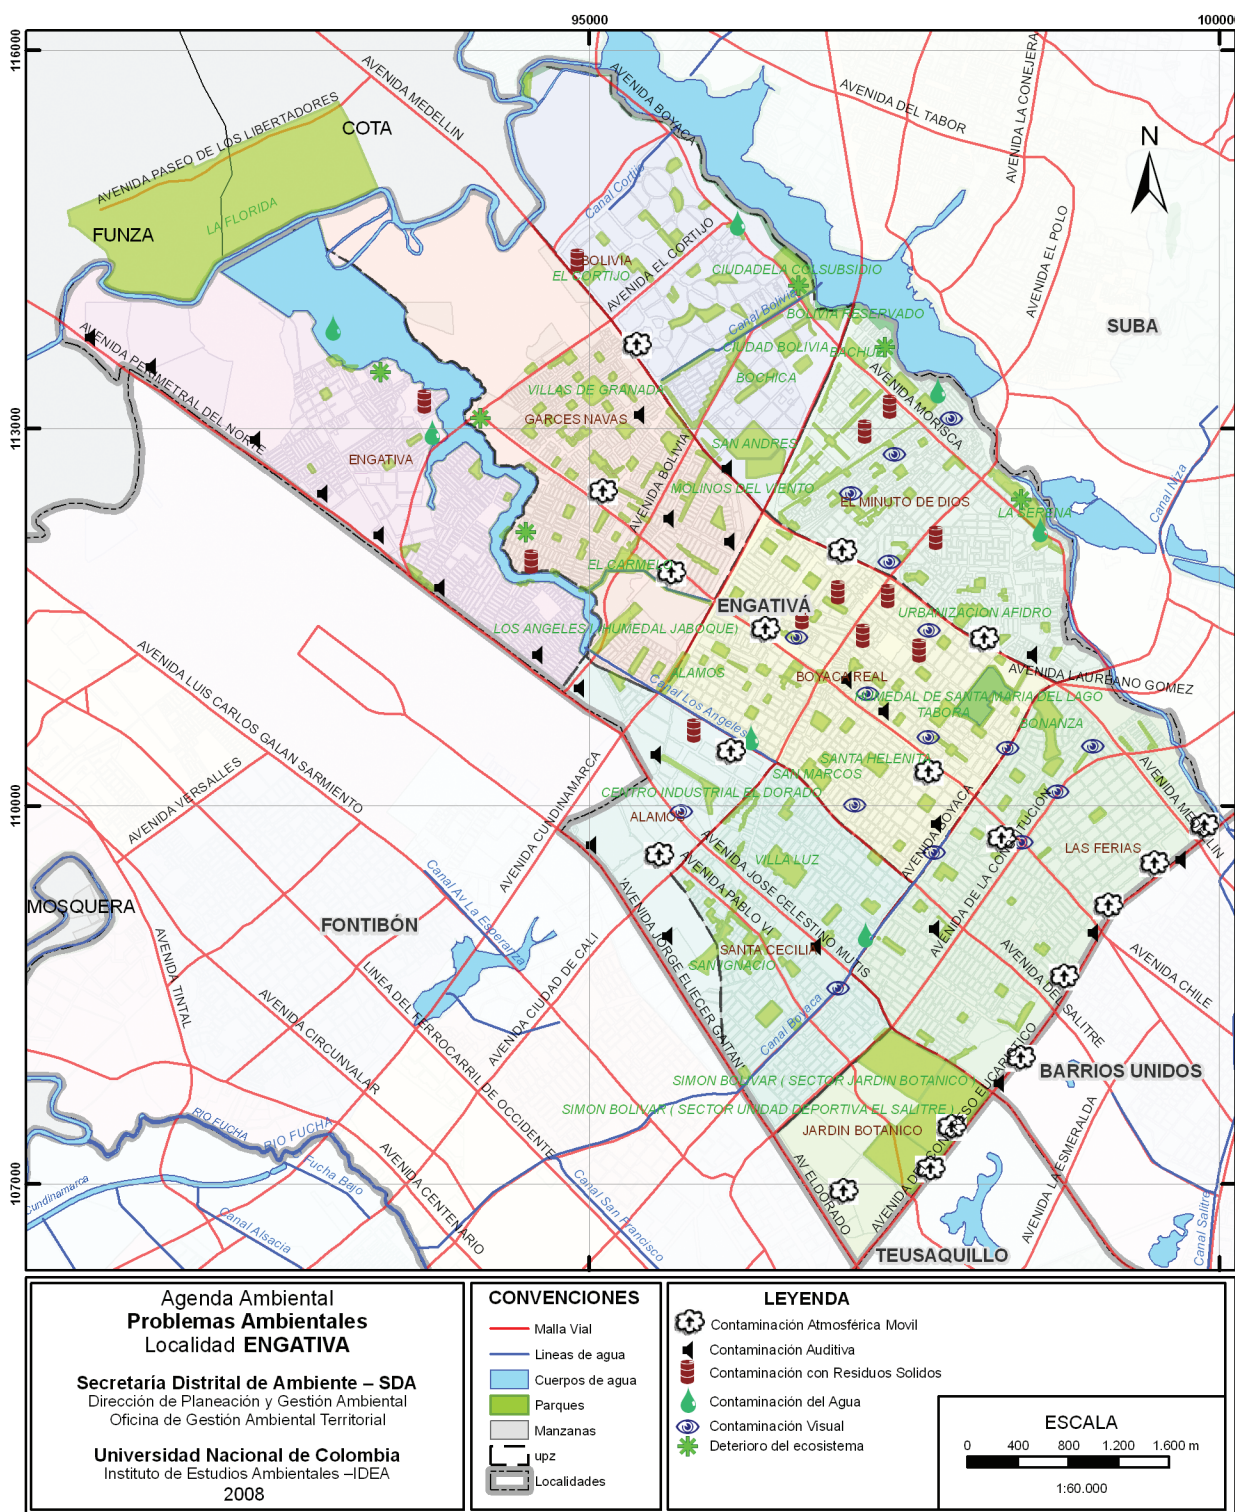 95000
100000
116000
113000
110000
107000
AVENIDA MEDELLIN
AVENIDA BOYACA
AVENIDA DEL TABOR
AVENIDA LA CONEJERA
N
COTA
AVENIDA PASEO DE LOS LIBERTADORES
LA FLORIDA
FUNZA
Canal Cortijo
AVENIDA EL CORTIJO
AVENIDA EL POLO
BOLIVIA
EL CORTIJO
CIUDADELA COLSUBSIDIO
Canal Bolivia
BOLIVIA RESERVADO
SUBA
CIUDAD BOLIVIA
BACHUE
BOCHICA
AVENIDA PERIMETRAL DEL NORTE
VILLAS DE GRANADA
GARCES NAVAS
AVENIDA MORISCA
SAN ANDRES
ENGATIVA
AVENIDA BOLIVIA
MOLINOS DEL VIENTO
EL MINUTO DE DIOS
LA SERENA
Canal Niza
EL CARMELO
ENGATIVÁ
URBANIZACION AFIDRO
LOS ANGELES ( HUMEDAL JABOQUE)
ALAMOS
BOYACA REAL
AVENIDA LAUREANO GOMEZ
Canal Los Angeles
HUMEDAL DE SANTA MARIA DEL LAGO
TABORA
BONANZA
AVENIDA LUIS CARLOS GALAN SARMIENTO
AVENIDA VERSALLES
AVENIDA CUNDINAMARCA
SANTA HELENITA
SAN MARCOS
CENTRO INDUSTRIAL EL DORADO
ALAMOS
AVENIDA MEDELLIN
AVENIDA BOYACA
AVENIDA DE LA CONSTITUCION
LAS FERIAS
VILLA LUZ
AVENIDA JOSE CELESTINO MUTIS
AVENIDA PABLO VI
Canal Av La Esperanza
MOSQUERA
FONTIBÓN
AVENIDA TINTAL
AVENIDA JORGE ELIECER GAITAN
SANTA CECILIA
SAN IGNACIO
AVENIDA CHILE
AVENIDA DEL SALITRE
AVENIDA CIUDAD DE CALI
LINEA DEL FERROCARRIL DE OCCIDENTE
AVENIDA CIRCUNVALAR
Canal Boyaca
BARRIOS UNIDOS
SIMON BOLIVAR ( SECTOR JARDIN BOTANICO )
SIMON BOLIVAR ( SECTOR UNIDAD DEPORTIVA EL SALITRE )
JARDIN BOTANICO
RIO FUCHA
RIO FUCHA
Fucha Bajo
Cundinamarca
Canal Alsacia
AVENIDA CENTENARIO
Canal San Francisco
AV ELDORADO
AVENIDA DEL CONGRESO EUCARISTICO
AVENIDA LA ESMERALDA
Canal Salitre
TEUSAQUILLO
Agenda Ambiental
Problemas Ambientales
Localidad ENGATIVA
Secretaría Distrital de Ambiente – SDA
Dirección de Planeación y Gestión Ambiental
Oficina de Gestión Ambiental Territorial
Universidad Nacional de Colombia
Instituto de Estudios Ambientales –IDEA
2008
CONVENCIONES
Malla Vial
Lineas de agua
Cuerpos de agua
Parques
Manzanas
upz
Localidades
LEYENDA
Contaminación Atmosférica Movil
Contaminación Auditiva
Contaminación con Residuos Solidos
Contaminación del Agua
Contaminación Visual
Deterioro del ecosistema
ESCALA
0 400 800 1.200 1.600 m
1:60.000